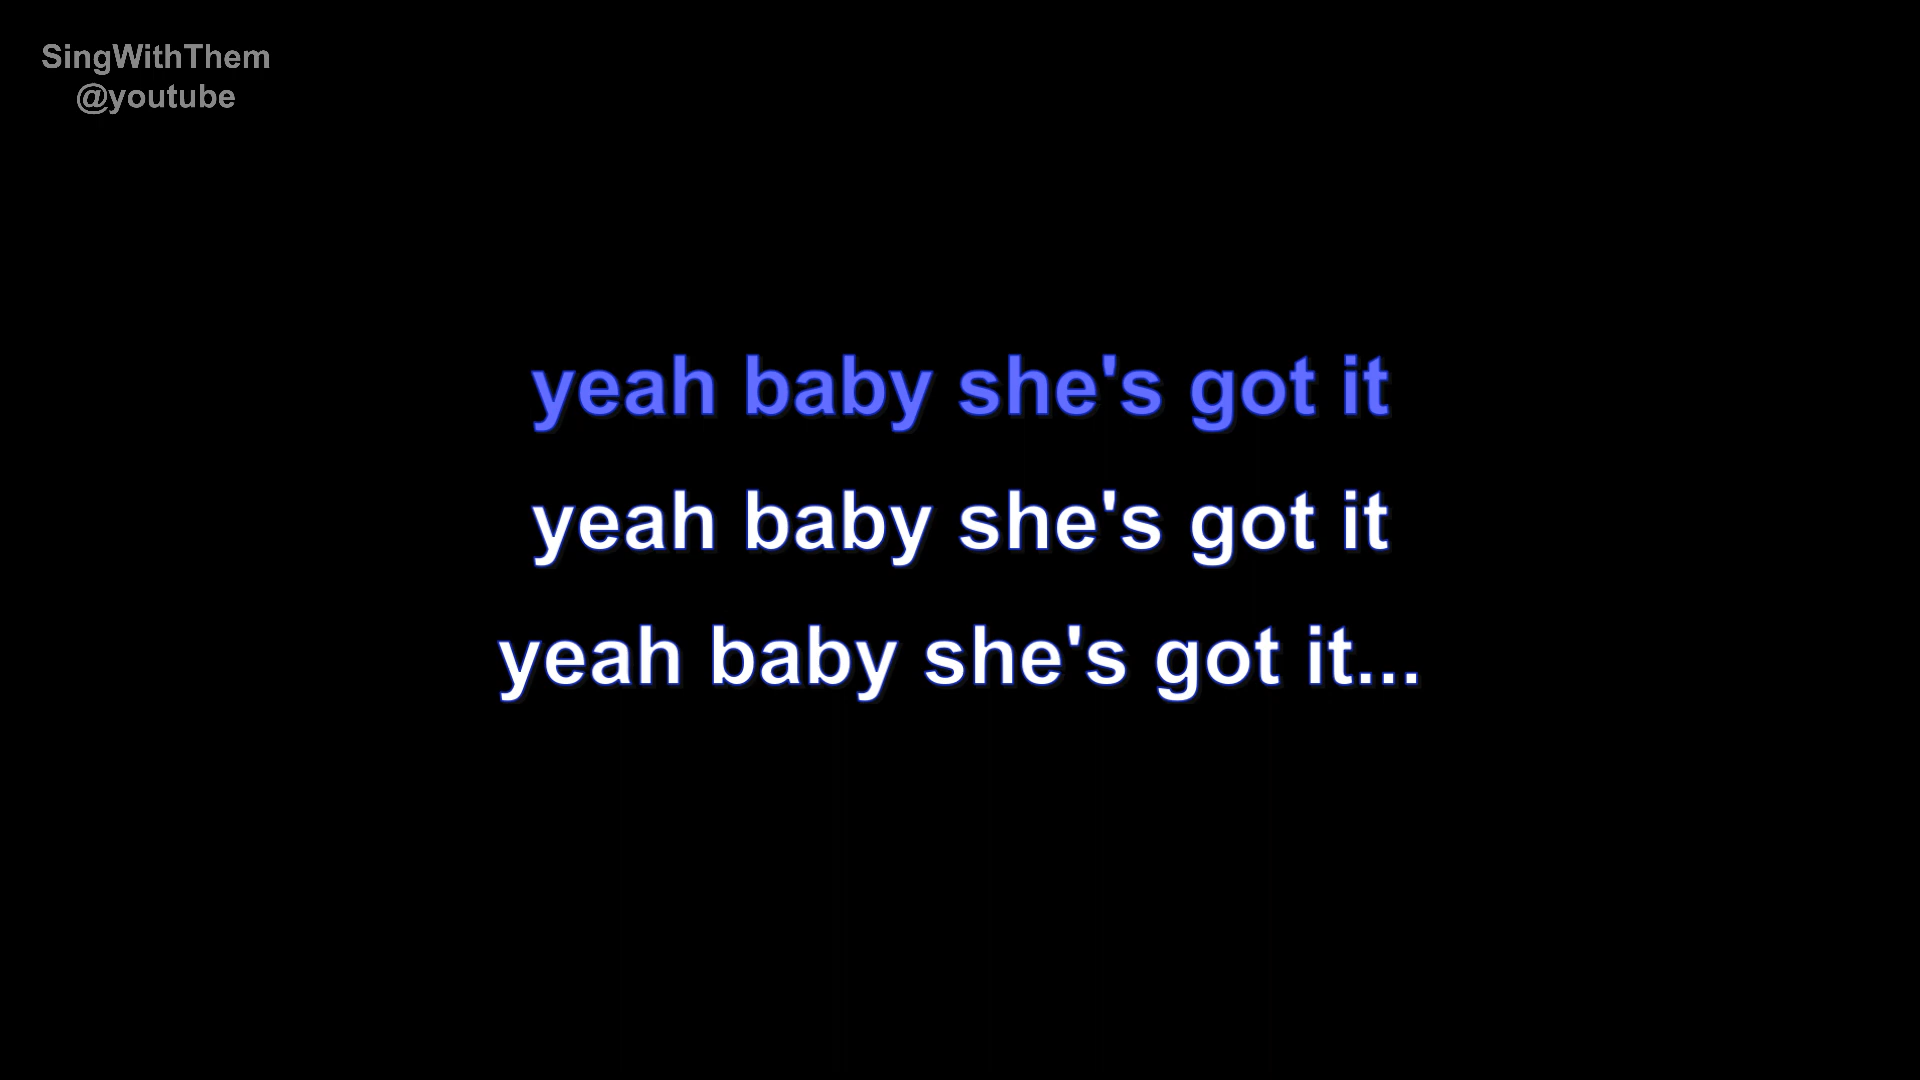 SingWithThem
@youtube
yeah baby she's got it
yeah baby she's got it
yeah baby she's got it...